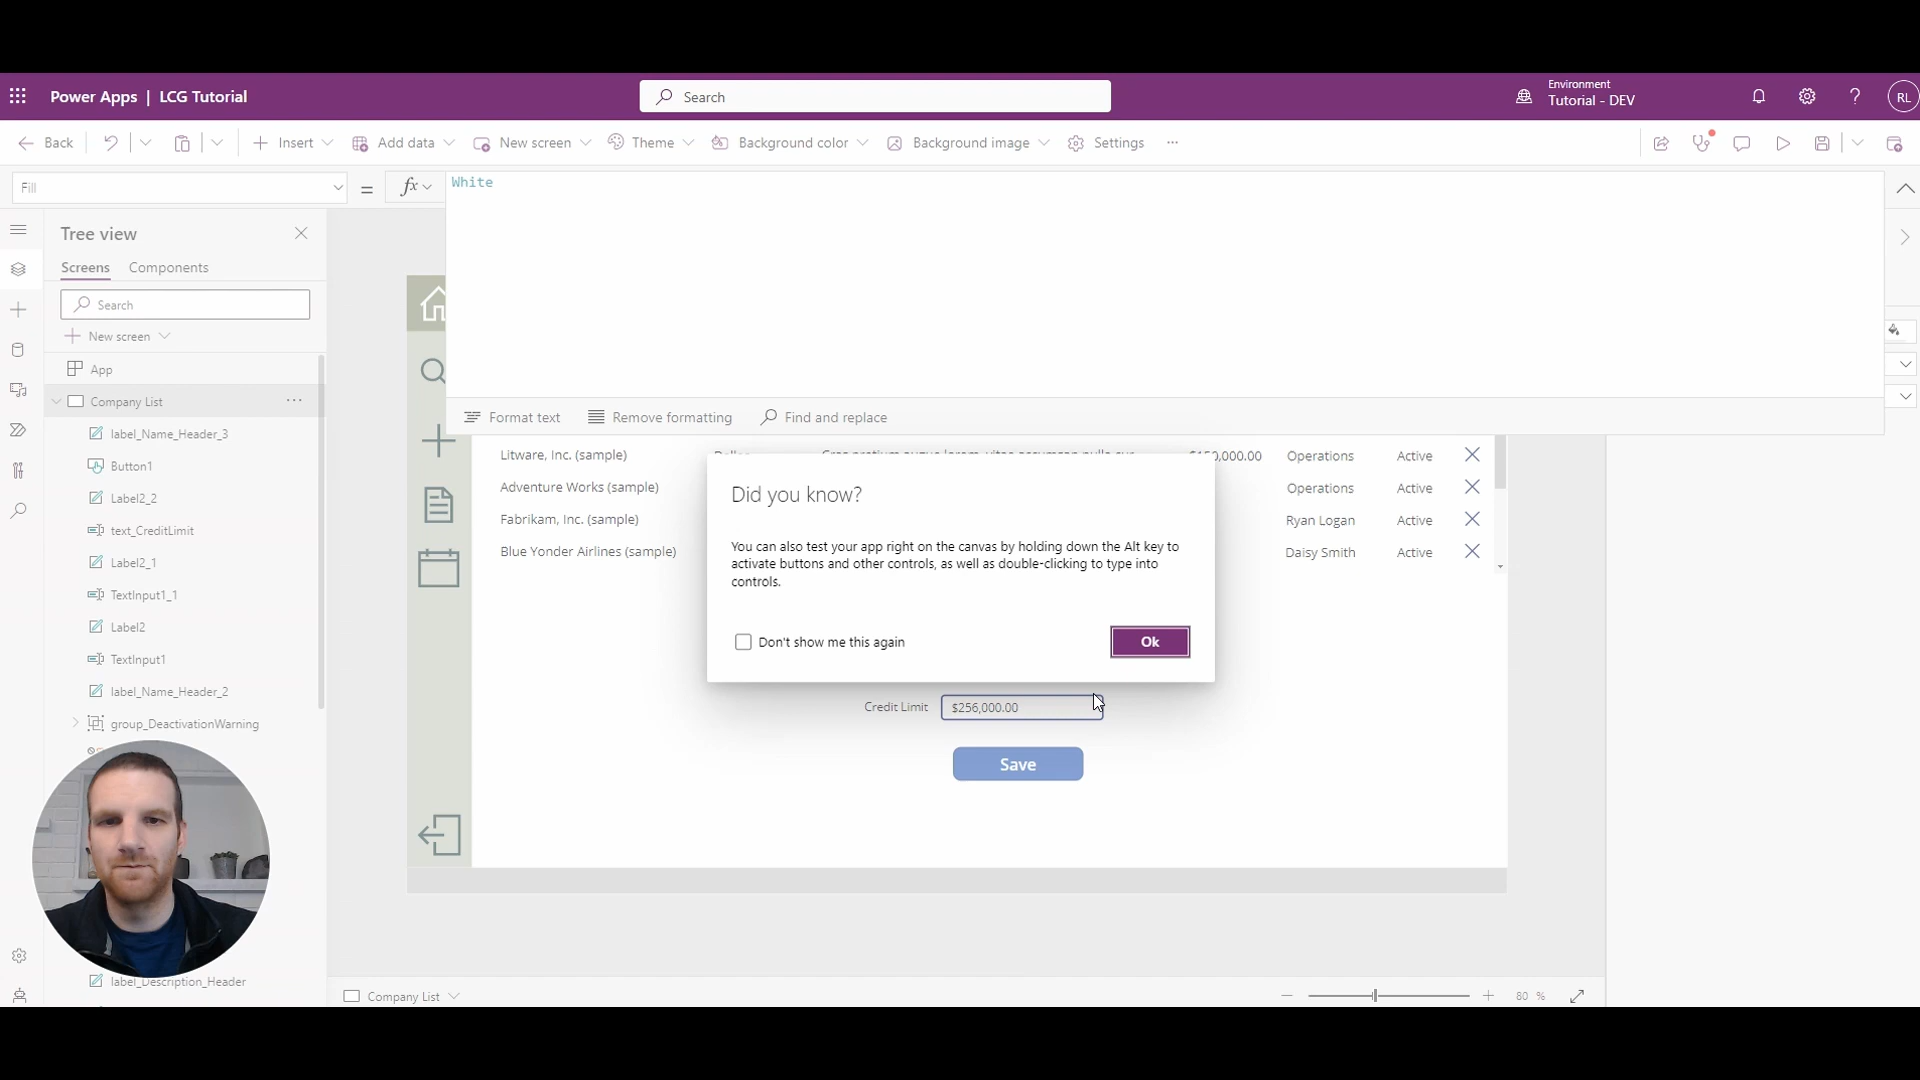 Power Apps | LCG Tutorial
Search
Environment
Tutorial - DEV
RL
Back
Insert
Add data
New screen
Theme
Background color
Background image
Settings
Fill
=
fx
White
Tree view
Screens
Components
Search
New screen
App
Company List
label_Name_Header_3
Button1
Label2_2
text_CreditLimit
Label2_1
TextInput1_1
Label2
TextInput1
label_Name_Header_2
group_DeactivationWarning
label_Description_Header
Format text
Remove formatting
Find and replace
Litware, Inc. (sample)
Operations
Active
Adventure Works (sample)
Operations
Active
Fabrikam, Inc. (sample)
Ryan Logan
Active
Blue Yonder Airlines (sample)
Daisy Smith
Active
Did you know?
You can also test your app right on the canvas by holding down the Alt key to
activate buttons and other controls, as well as double-clicking to type into
controls.
Don't show me this again
Ok
Credit Limit
$256,000.00
Save
Company List
80 %